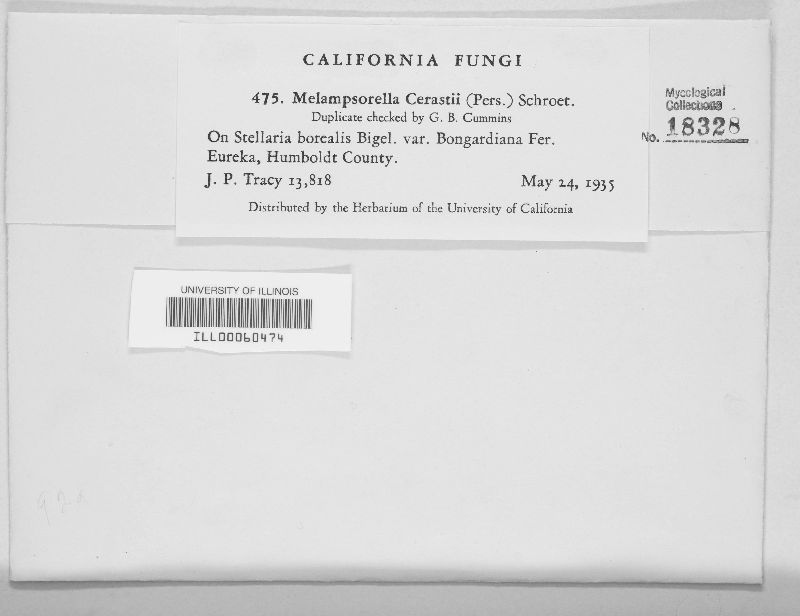 CALIFORNIA FUNGI
475. Melampsorella Cerastii (Pers.) Schroet.
Duplicate checked by G. B. Cummins
On Stellaria borealis Bigel. var. Bongardiana Fer.
Eureka, Humboldt County.
J. P. Tracy 13,818 May 24, 1935
Distributed by the Herbarium of the University of California
Mycological
Collections
No. 18328
UNIVERSITY OF ILLINOIS
ILL00060474